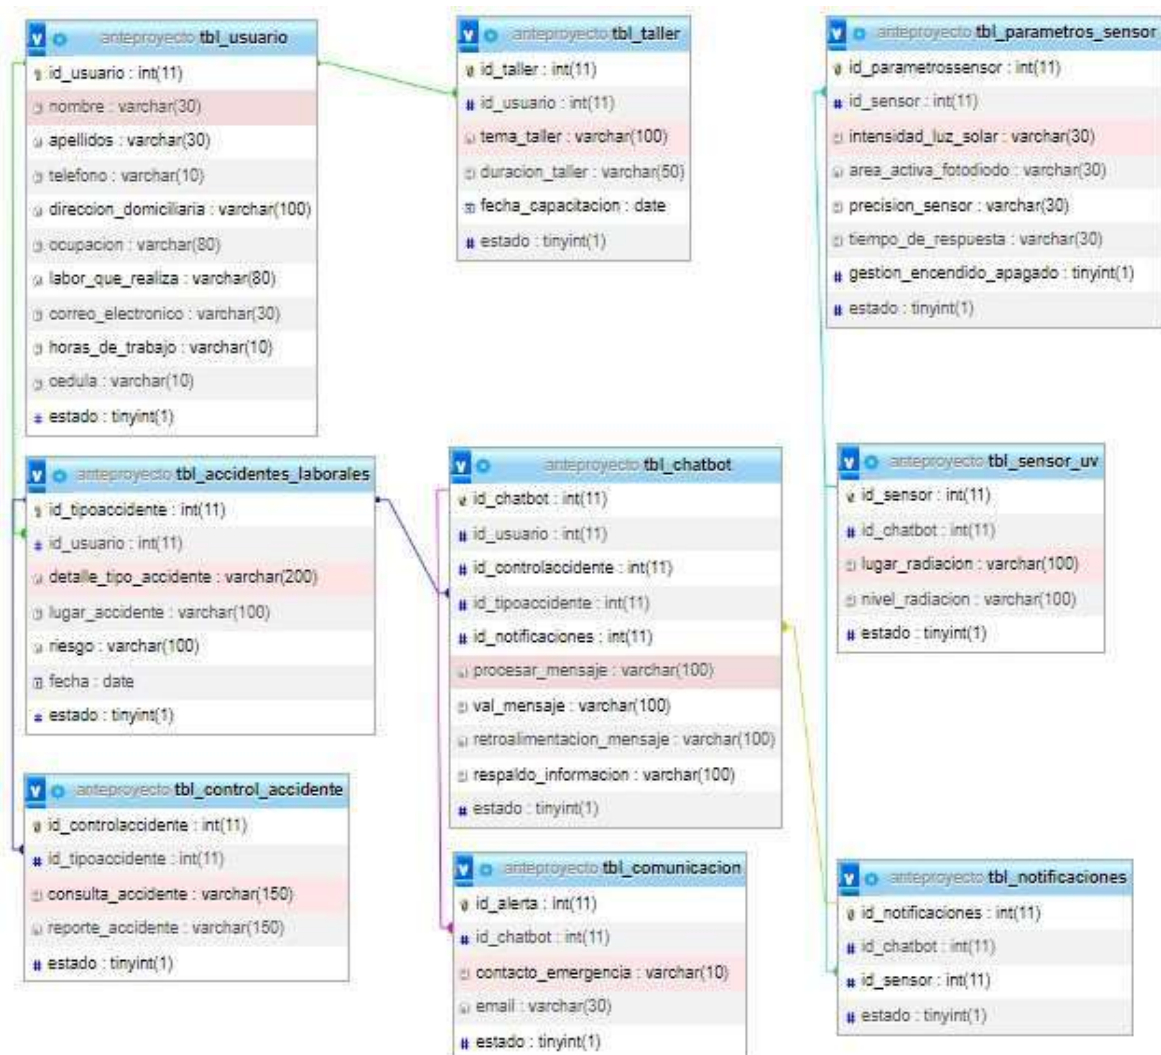 anteproyecto tbl_usuario
id_usuario : int(11)
nombre : varchar(30)
apellidos : varchar(30)
telefono : varchar(10)
direccion_domiciliaria : varchar(100)
ocupacion : varchar(80)
labor_que_realiza : varchar(80)
correo_electronico : varchar(30)
horas_de_trabajo : varchar(10)
cedula : varchar(10)
estado : tinyint(1)
anteproyecto tbl_taller
id_taller : int(11)
id_usuario : int(11)
tema_taller : varchar(100)
duracion_taller : varchar(50)
fecha_capacitacion : date
estado : tinyint(1)
anteproyecto tbl_parametros_sensor
id_parametrossensor : int(11)
id_sensor : int(11)
intensidad_luz_solar : varchar(30)
area_activa_fotodiodo : varchar(30)
precision_sensor : varchar(30)
tiempo_de_respuesta : varchar(30)
gestion_encendido_apagado : tinyint(1)
estado : tinyint(1)
anteproyecto tbl_accidentes_laborales
id_tipoaccidente : int(11)
id_usuario : int(11)
detalle_tipo_accidente : varchar(200)
lugar_accidente : varchar(100)
riesgo : varchar(100)
fecha : date
estado : tinyint(1)
anteproyecto tbl_chatbot
id_chatbot : int(11)
id_usuario : int(11)
id_controlaccidente : int(11)
id_tipoaccidente : int(11)
id_notificaciones : int(11)
procesar_mensaje : varchar(100)
val_mensaje : varchar(100)
retroalimentacion_mensaje : varchar(100)
respaldo_informacion : varchar(100)
estado : tinyint(1)
anteproyecto tbl_sensor_uv
id_sensor : int(11)
id_chatbot : int(11)
lugar_radiacion : varchar(100)
nivel_radiacion : varchar(100)
estado : tinyint(1)
anteproyecto tbl_control_accidente
id_controlaccidente : int(11)
id_tipoaccidente : int(11)
consulta_accidente : varchar(150)
reporte_accidente : varchar(150)
estado : tinyint(1)
anteproyecto tbl_comunicacion
id_alerta : int(11)
id_chatbot : int(11)
contacto_emergencia : varchar(10)
email : varchar(30)
estado : tinyint(1)
anteproyecto tbl_notificaciones
id_notificaciones : int(11)
id_chatbot : int(11)
id_sensor : int(11)
estado : tinyint(1)